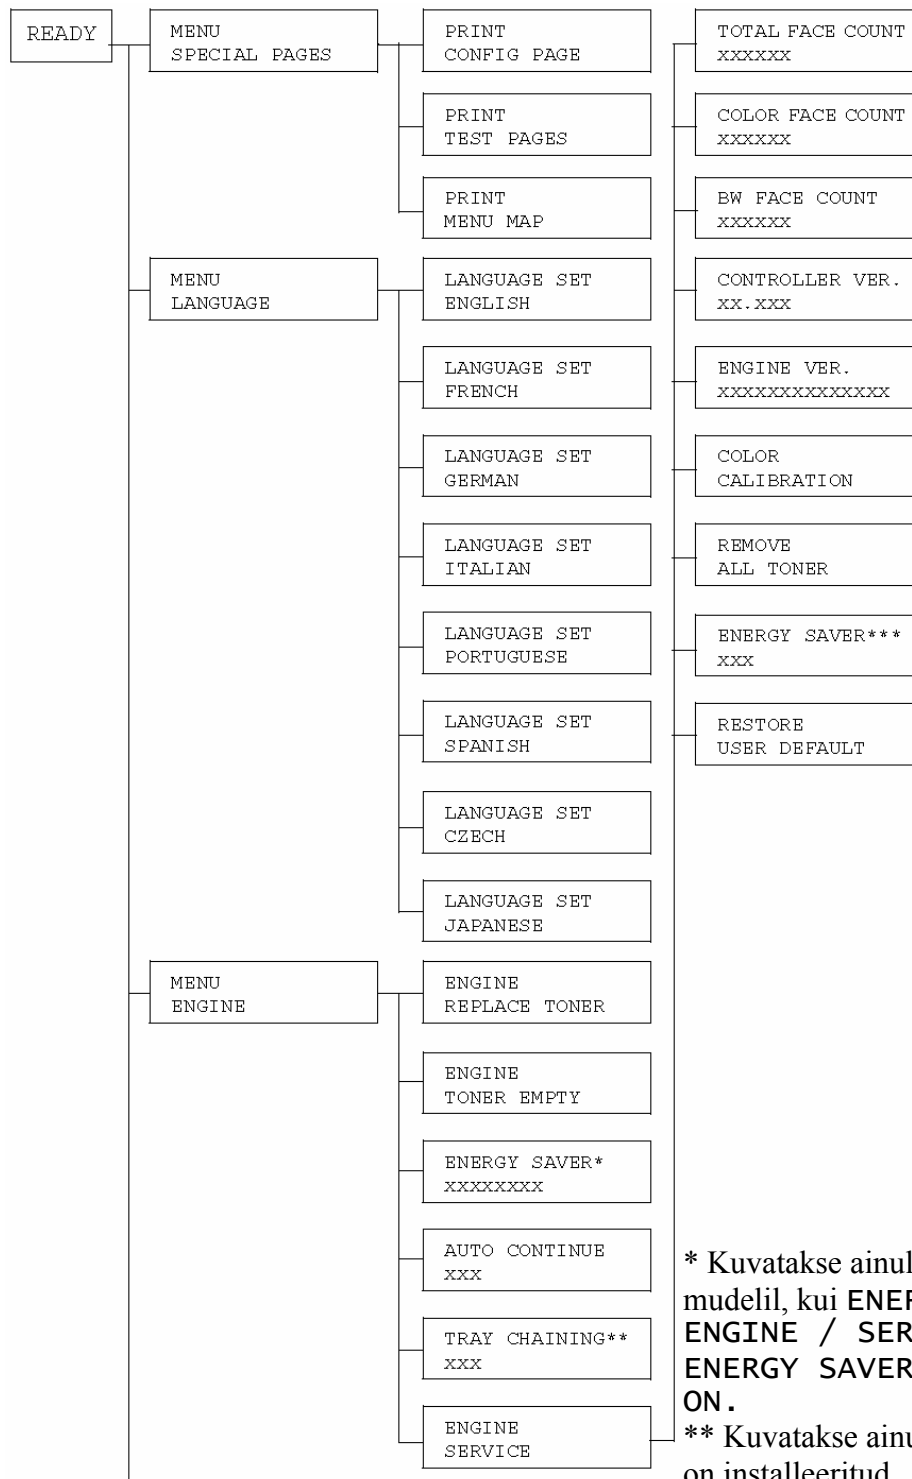 READY
MENU
SPECIAL PAGES
PRINT
CONFIG PAGE
PRINT
TEST PAGES
PRINT
MENU MAP
MENU
LANGUAGE
LANGUAGE SET
ENGLISH
LANGUAGE SET
FRENCH
LANGUAGE SET
GERMAN
LANGUAGE SET
ITALIAN
LANGUAGE SET
PORTUGUESE
LANGUAGE SET
SPANISH
LANGUAGE SET
CZECH
LANGUAGE SET
JAPANESE
MENU
ENGINE
ENGINE
REPLACE TONER
ENGINE
TONER EMPTY
ENERGY SAVER*
XXXXXXXX
AUTO CONTINUE
XXX
TRAY CHAINING**
XXX
ENGINE
SERVICE
TOTAL FACE COUNT
XXXXXX
COLOR FACE COUNT
XXXXXX
BW FACE COUNT
XXXXXX
CONTROLLER VER.
XX.XXX
ENGINE VER.
XXXXXXXXXXXXXX
COLOR
CALIBRATION
REMOVE
ALL TONER
ENERGY SAVER***
XXX
RESTORE
USER DEFAULT
* Kuvatakse
mudelil, kui
ENGINE /
ENERGY SAVER
ON.
** Kuvatakse
on installeeritud